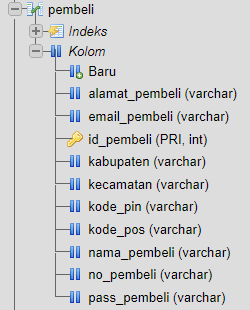 pembeli
Indeks
Kolom
Baru
alamat_pembeli (varchar)
email_pembeli (varchar)
id_pembeli (PRI, int)
kabupaten (varchar)
kecamatan (varchar)
kode_pin (varchar)
kode_pos (varchar)
nama_pembeli (varchar)
no_pembeli (varchar)
pass_pembeli (varchar)